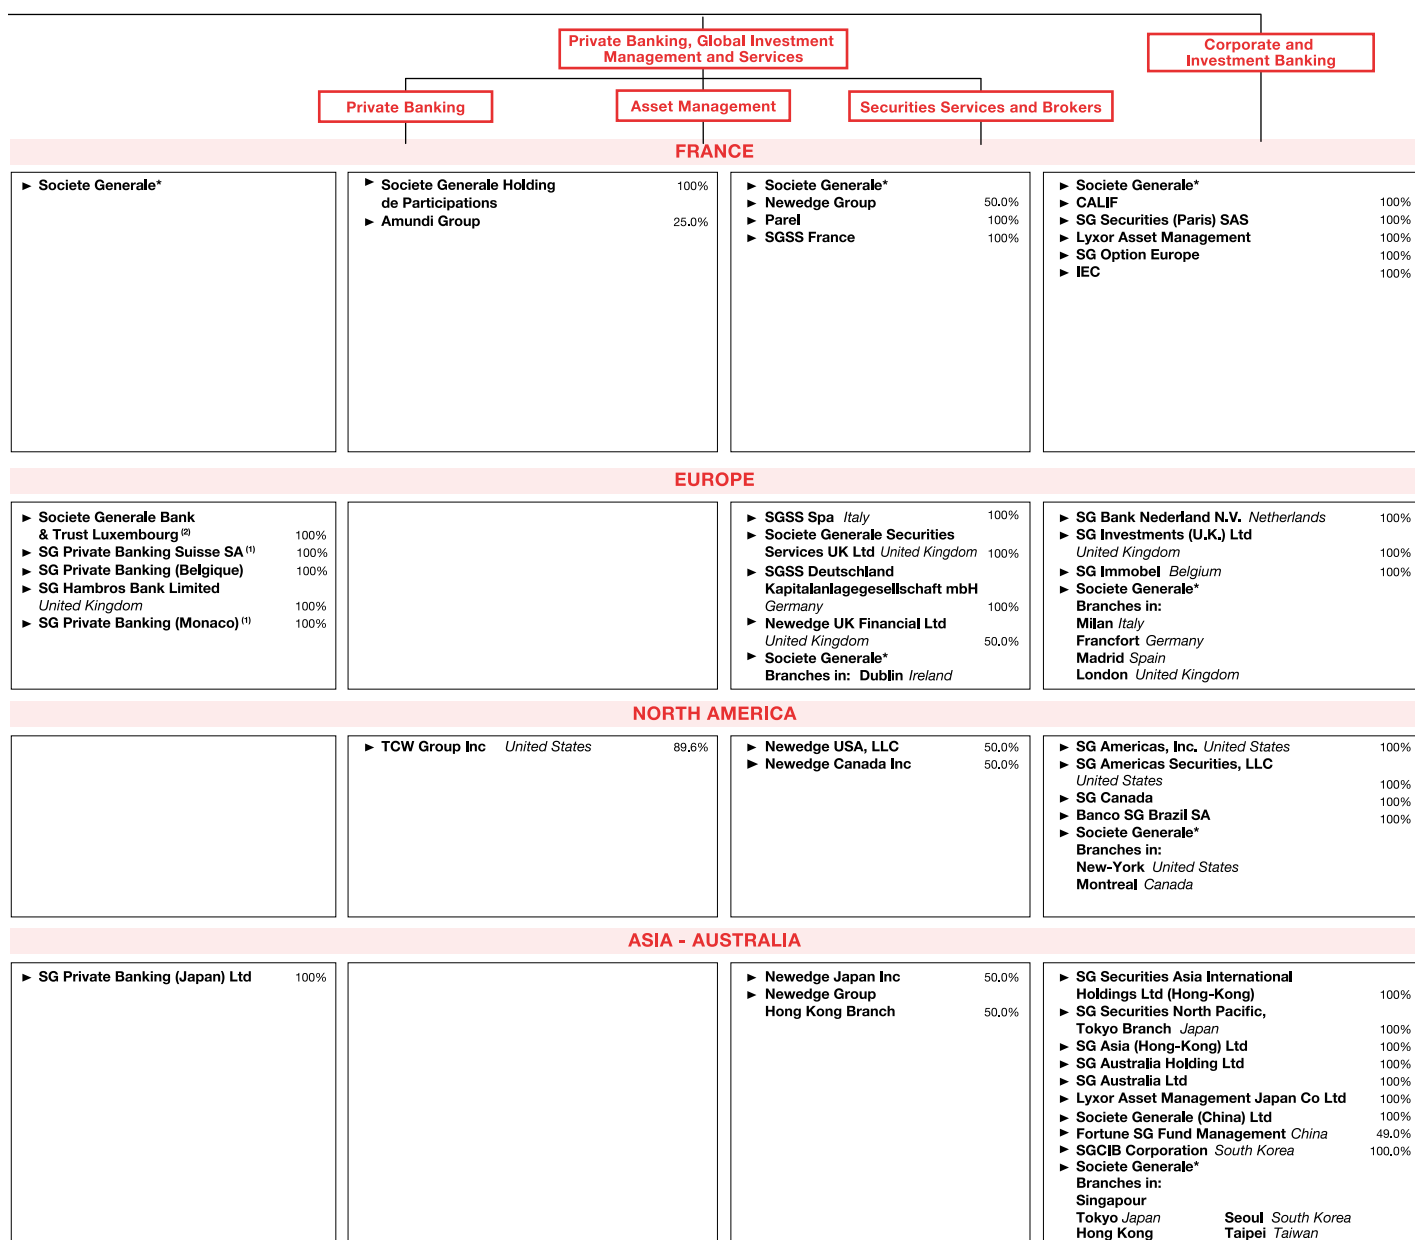 Private Banking, Global Investment
Management and Services
Corporate and
Investment Banking
Private Banking
Asset Management
Securities Services and Brokers
FRANCE
► Societe Generale*
► Societe Generale Holding 100%
de Participations
► Amundi Group 25.0%
► Societe Generale*
► Newedge Group 50.0%
► Parel 100%
► SGSS France 100%
► Societe Generale*
► CALIF 100%
► SG Securities (Paris) SAS 100%
► Lyxor Asset Management 100%
► SG Option Europe 100%
► IEC 100%
EUROPE
► Societe Generale Bank
& Trust Luxembourg (2) 100%
► SG Private Banking Suisse SA (1) 100%
► SG Private Banking (Belgique) 100%
► SG Hambros Bank Limited
United Kingdom 100%
► SG Private Banking (Monaco) (1) 100%
► SGSS Spa Italy 100%
► Societe Generale Securities
Services UK Ltd United Kingdom 100%
► SGSS Deutschland
Kapitalanlagegesellschaft mbH
Germany 100%
► Newedge UK Financial Ltd
United Kingdom 50.0%
► Societe Generale*
Branches in: Dublin Ireland
► SG Bank Nederland N.V. Netherlands 100%
► SG Investments (U.K.) Ltd
United Kingdom 100%
► SG Immobel Belgium 100%
► Societe Generale*
Branches in:
Milan Italy
Francfort Germany
Madrid Spain
London United Kingdom
NORTH AMERICA
► TCW Group Inc United States 89.6%
► Newedge USA, LLC 50.0%
► Newedge Canada Inc 50.0%
► SG Americas, Inc. United States 100%
► SG Americas Securities, LLC
United States 100%
► SG Canada 100%
► Banco SG Brazil SA 100%
► Societe Generale*
Branches in:
New-York United States
Montreal Canada
ASIA - AUSTRALIA
► SG Private Banking (Japan) Ltd 100%
► Newedge Japan Inc 50.0%
► Newedge Group
Hong Kong Branch 50.0%
► SG Securities Asia International
Holdings Ltd (Hong-Kong) 100%
► SG Securities North Pacific,
Tokyo Branch Japan 100%
► SG Asia (Hong-Kong) Ltd 100%
► SG Australia Holding Ltd 100%
► SG Australia Ltd 100%
► Lyxor Asset Management Japan Co Ltd 100%
► Societe Generale (China) Ltd 100%
► Fortune SG Fund Management China 49.0%
► SGCIB Corporation South Korea 100.0%
► Societe Generale*
Branches in:
Singapour
Tokyo Japan Seoul South Korea
Hong Kong Taipei Taiwan